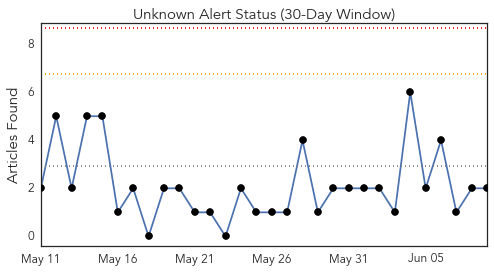 Unknown Alert Status (30-Day Window)
Articles Found
8
6
4
2
0
May 11 May 16 May 21 May 26 May 31 Jun 05